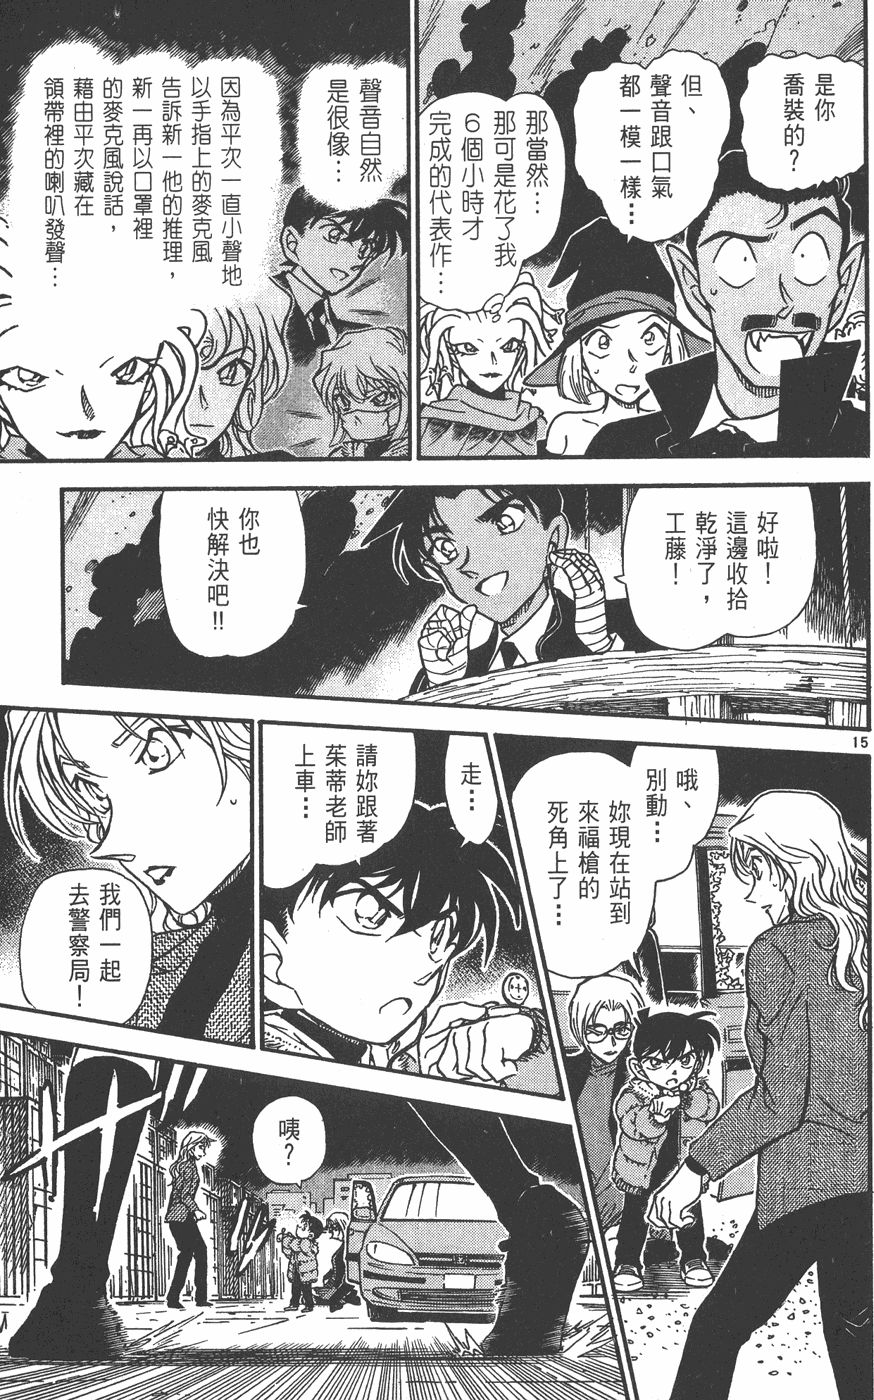 是你
喬裝的？
但、
聲音跟口氣
都一模一樣…
那當然…
那可是花了我
6個小時才
完成的代表作…
聲音自然
是很像…
因為平次一直小聲地
以手指上的麥克風
告訴新一他的推理，
新一再以口罩裡
的麥克風說話，
藉由平次藏在
領帶裡的喇叭發聲…
好啦！
這邊收拾
乾淨了，
工藤！
你也
快解決吧!!
15
哦、
別動…
妳現在站到
來福槍的
死角上了…
走…
請妳跟著
茱蒂老師
上車…
我們一起
去警察局！
咦？